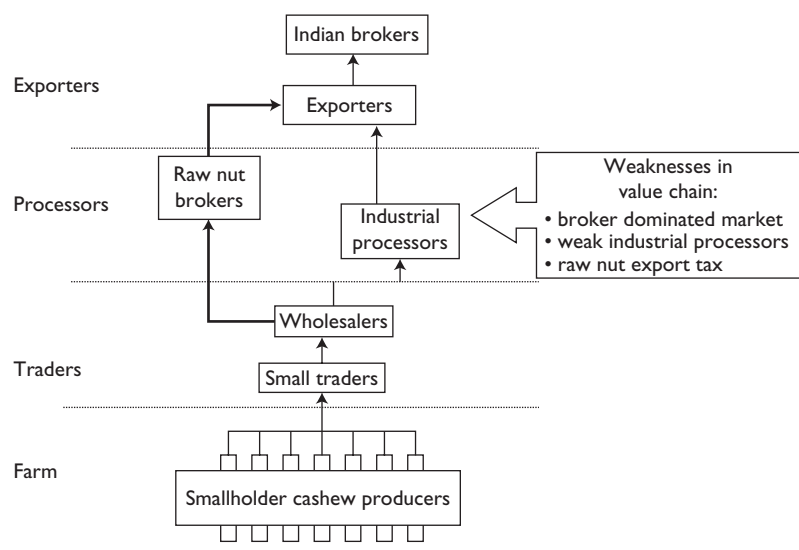 Indian brokers
Exporters
Exporters
Raw nut
brokers
Weaknesses in
value chain:
• broker dominated market
• weak industrial processors
• raw nut export tax
Processors
Industrial
processors
Wholesalers
Traders
Small traders
Farm
Smallholder cashew producers